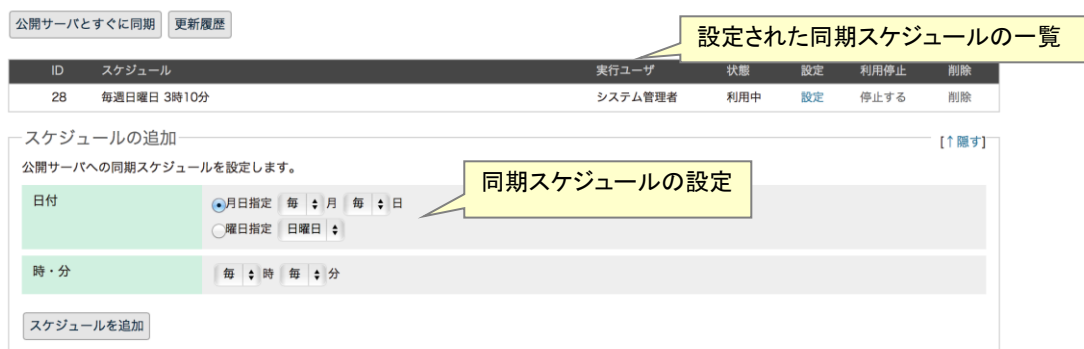 公開サーバとすぐに同期 更新履歴
設定された同期スケジュールの一覧
ID スケジュール 実行ユーザ 状態 設定 利用停止 削除
28 毎週日曜日 3時10分 システム管理者 利用中 設定 停止する 削除
スケジュールの追加 [↑隠す]
公開サーバへの同期スケジュールを設定します。
同期スケジュールの設定
日付 月日指定 毎 月 毎 日
曜日指定 日曜日
時・分 毎 時 毎 分
スケジュールを追加